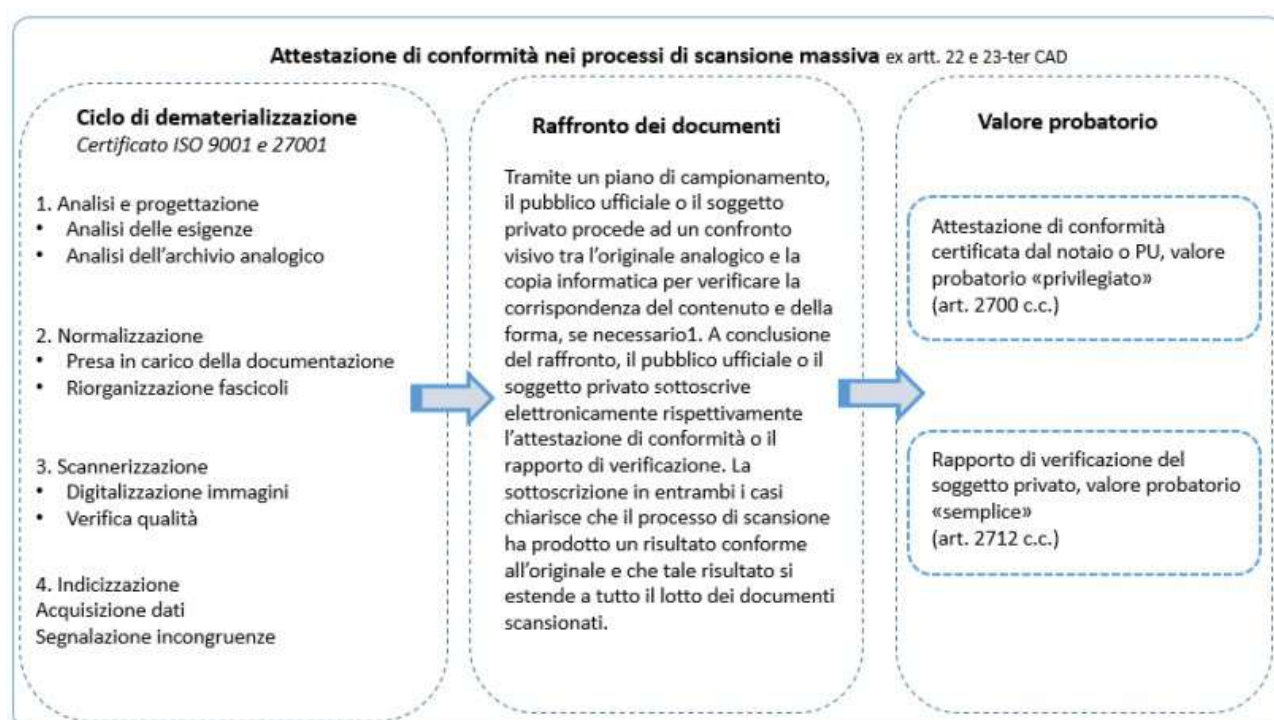 Attestazione di conformità nei processi di scansione massiva ex artt. 22 e 23-ter CAD
Ciclo di dematerializzazione
Certificato ISO 9001 e 27001
1. Analisi e progettazione
• Analisi delle esigenze
• Analisi dell'archivio analogico
2. Normalizzazione
• Presa in carico della documentazione
• Riorganizzazione fascicoli
3. Scannerizzazione
• Digitalizzazione immagini
• Verifica qualità
4. Indicizzazione
Acquisizione dati
Segnalazione incongruenze
Raffronto dei documenti
Tramite un piano di campionamento,
il pubblico ufficiale o il soggetto
privato procede ad un confronto
visivo tra l'originale analogico e la
copia informatica per verificare la
corrispondenza del contenuto e della
forma, se necessario1. A conclusione
del raffronto, il pubblico ufficiale o il
soggetto privato sottoscrive
elettronicamente rispettivamente
l'attestazione di conformità o il
rapporto di verificazione. La
sottoscrizione in entrambi i casi
chiarisce che il processo di scansione
ha prodotto un risultato conforme
all'originale e che tale risultato si
estende a tutto il lotto dei documenti
scansionati.
Valore probatorio
Attestazione di conformità
certificata dal notaio o PU, valore
probatorio «privilegiato»
(art. 2700 c.c.)
Rapporto di verificazione del
soggetto privato, valore probatorio
«semplice»
(art. 2712 c.c.)